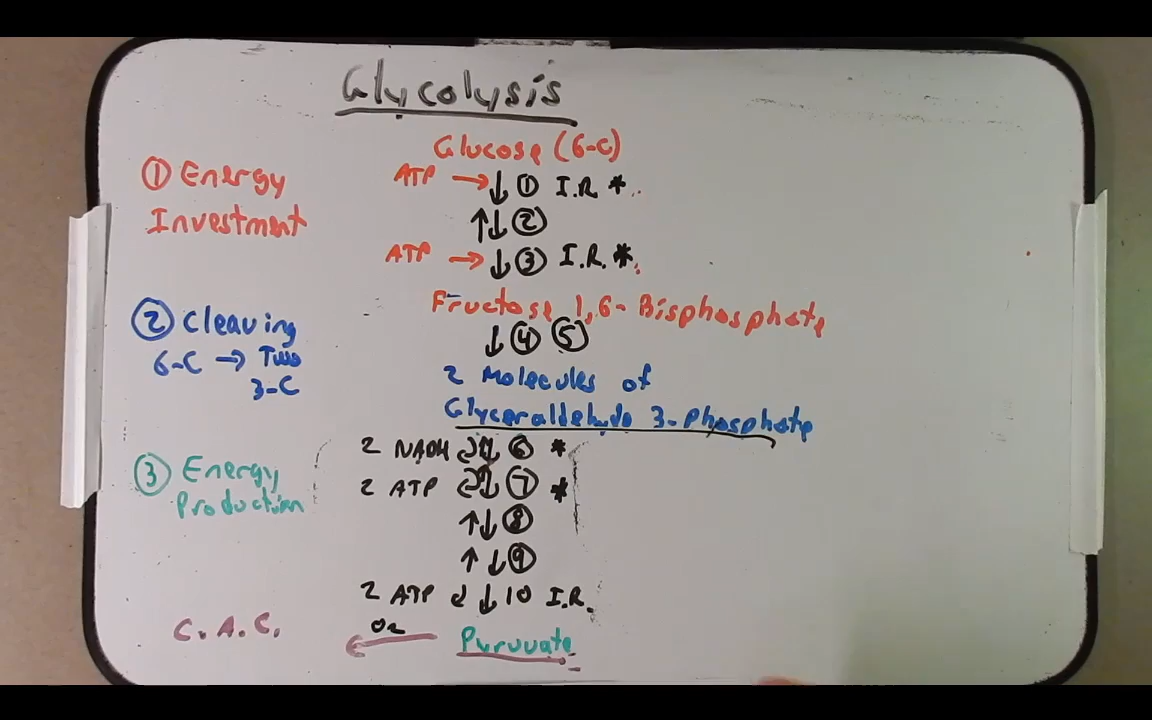 Glycolysis
Glucose (6-C)
① Energy
Investment
ATP → ↓ ① I.R *
↑↓ ②
ATP → ↓ ③ I.R. *
Fructose 1,6-Bisphosphate
② Cleaving
6-C → Two
3-C
↓ ④ ⑤
2 Molecules of
Glyceraldehyde 3-Phosphate
③ Energy
Production
2 NADH ↑↓ ⑥ *
2 ATP ↑↓ ⑦ *
↑↓ ⑧
↑↓ ⑨
2 ATP ↓ 10 I.R.
C.A.C. ← O2 Pyruvate